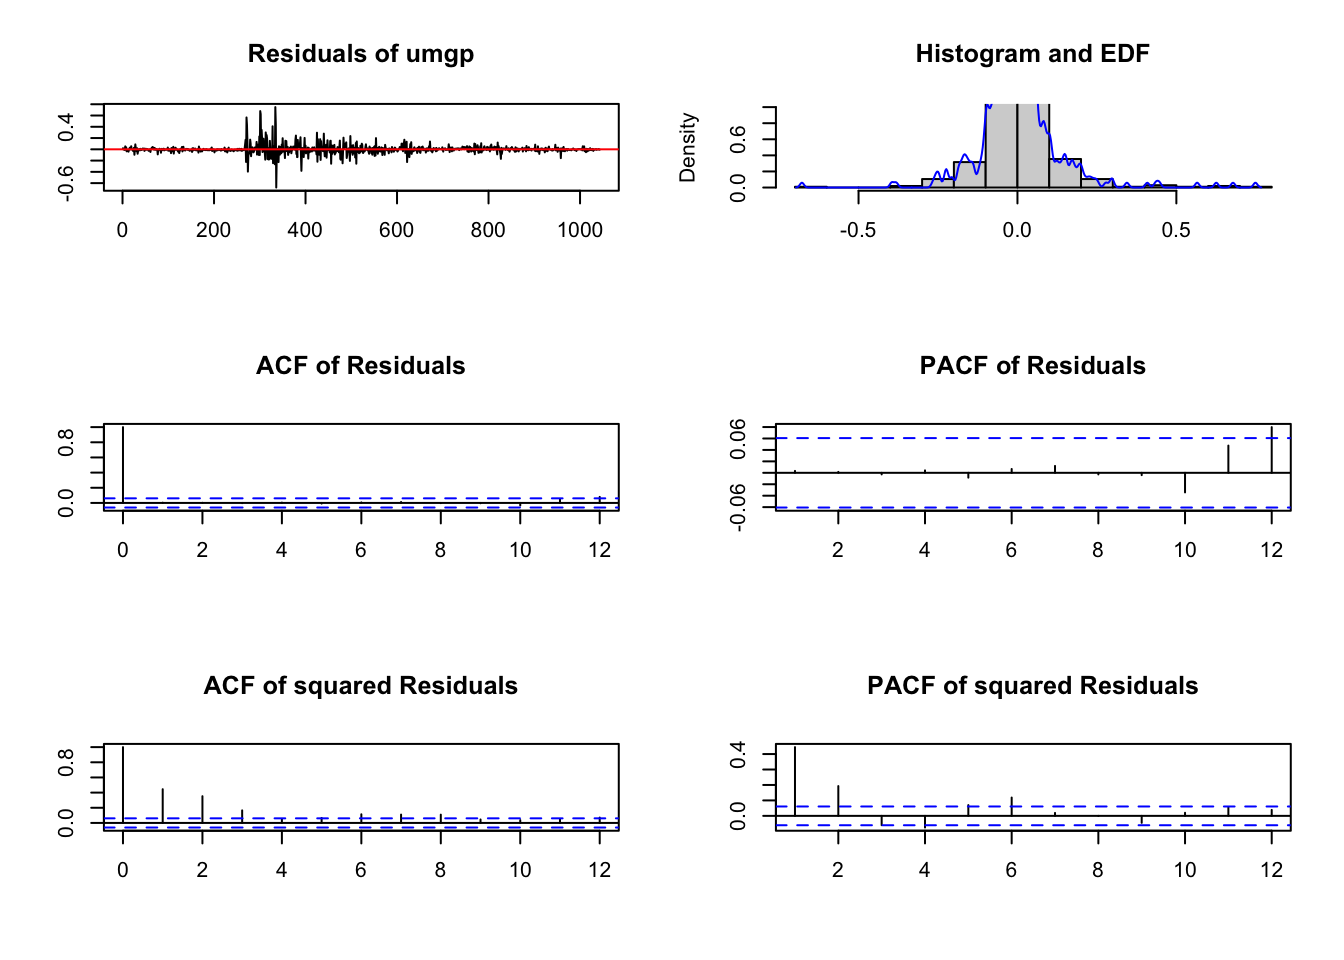 Residuals of umgp
0.4
-0.6
0 200 400 600 800 1000
Histogram and EDF
Density
0.6
0.0
-0.5 0.0 0.5
ACF of Residuals
0.8
0.0
0 2 4 6 8 10 12
PACF of Residuals
0.06
-0.06
2 4 6 8 10 12
ACF of squared Residuals
0.8
0.0
0 2 4 6 8 10 12
PACF of squared Residuals
0.4
0.0
2 4 6 8 10 12